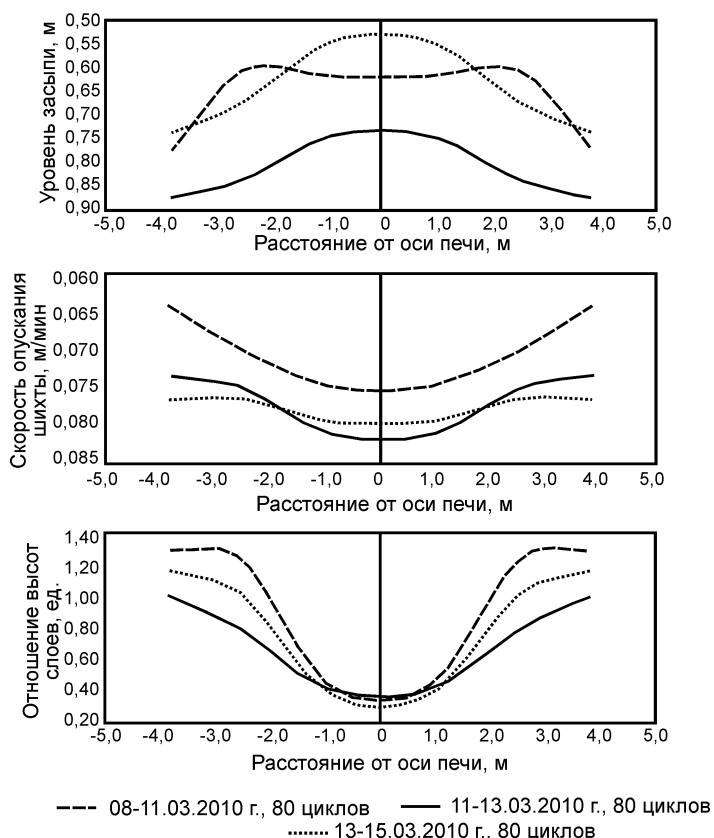 0,50
0,55
0,60
0,65
0,70
0,75
0,80
0,85
0,90
Уровень засыпи, м
-5,0 -4,0 -3,0 -2,0 -1,0 0 1,0 2,0 3,0 4,0 5,0
Расстояние от оси печи, м
0,060
0,065
0,070
0,075
0,080
0,085
Скорость опускания
шихты, м/мин
-5,0 -4,0 -3,0 -2,0 -1,0 0 1,0 2,0 3,0 4,0 5,0
Расстояние от оси печи, м
1,40
1,20
1,00
0,80
0,60
0,40
0,20
Отношение высот
слоев, ед.
-5,0 -4,0 -3,0 -2,0 -1,0 0 1,0 2,0 3,0 4,0 5,0
Расстояние от оси печи, м
08-11.03.2010 г., 80 циклов 11-13.03.2010 г., 80 циклов
13-15.03.2010 г., 80 циклов